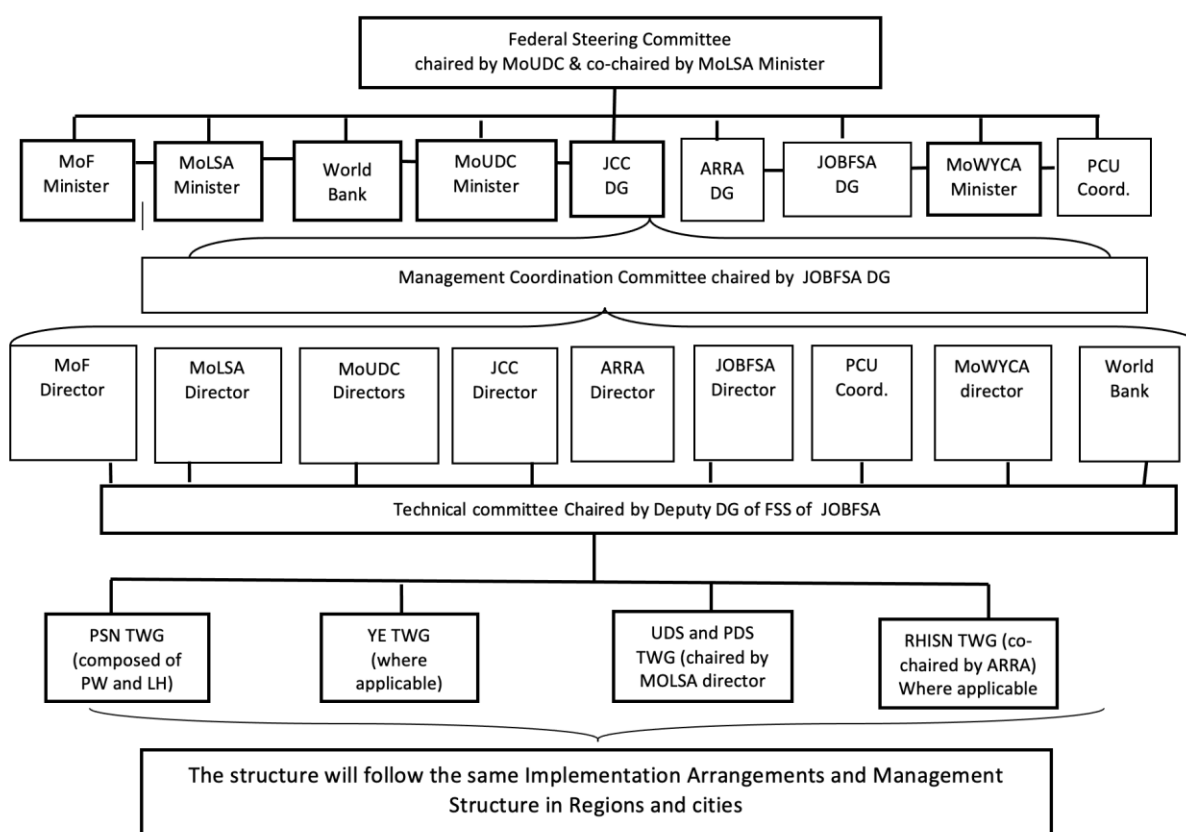 Federal Steering Committee
chaired by MoUDC & co-chaired by MoLSA Minister
MoF
Minister
MoLSA
Minister
World
Bank
MoUDC
Minister
JCC
DG
ARRA
DG
JOBFSA
DG
MoWYCA
Minister
PCU
Coord.
Management Coordination Committee chaired by JOBFSA DG
MoF
Director
MoLSA
Director
MoUDC
Directors
JCC
Director
ARRA
Director
JOBFSA
Director
PCU
Coord.
MoWYCA
director
World
Bank
Technical committee Chaired by Deputy DG of FSS of JOBFSA
PSN TWG
(composed of
PW and LH)
YE TWG
(where
applicable)
UDS and PDS
TWG (chaired by
MOLSA director
RHISN TWG (co-
chaired by ARRA)
Where applicable
The structure will follow the same Implementation Arrangements and Management
Structure in Regions and cities